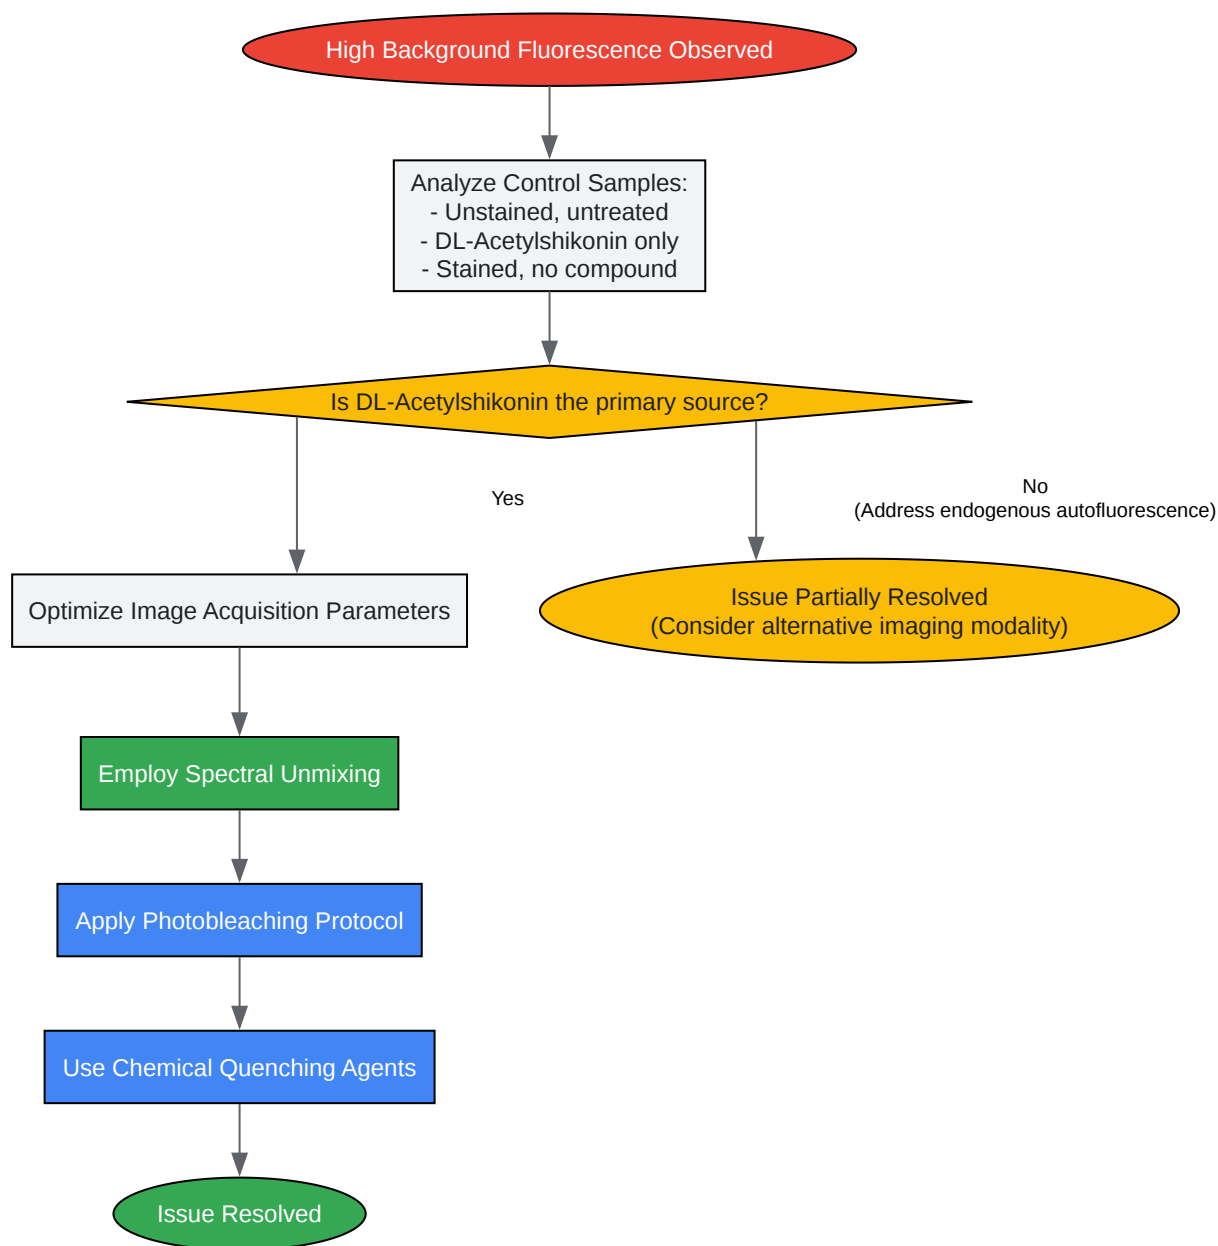 High Background Fluorescence Observed
Analyze Control Samples:
- Unstained, untreated
- DL-Acetylshikonin only
- Stained, no compound
Is DL-Acetylshikonin the primary source?
Yes
No
(Address endogenous autofluorescence)
Optimize Image Acquisition Parameters
Issue Partially Resolved
(Consider alternative imaging modality)
Employ Spectral Unmixing
Apply Photobleaching Protocol
Use Chemical Quenching Agents
Issue Resolved